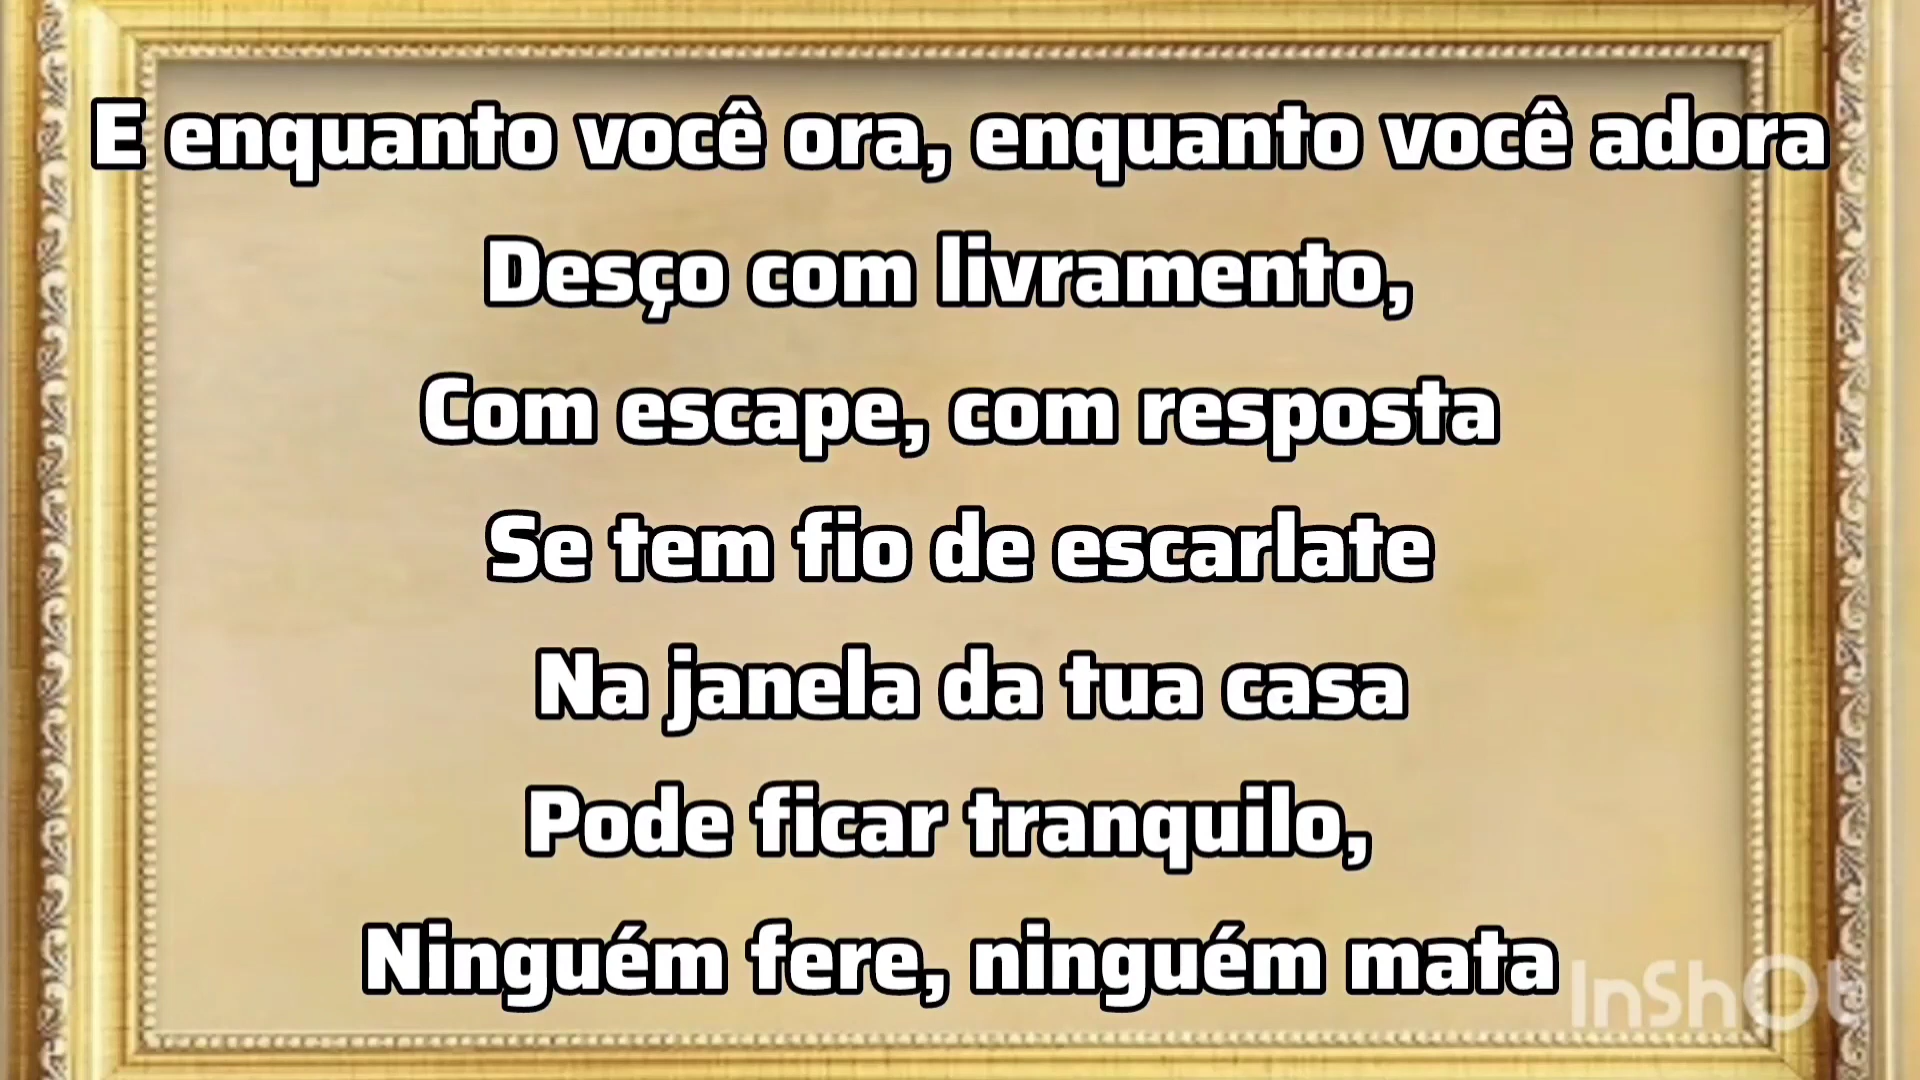 E enquanto você ora, enquanto você adora
Desço com livramento,
Com escape, com resposta
Se tem fio de escarlate
Na janela da tua casa
Pode ficar tranquilo,
Ninguém fere, ninguém mata
InShOt